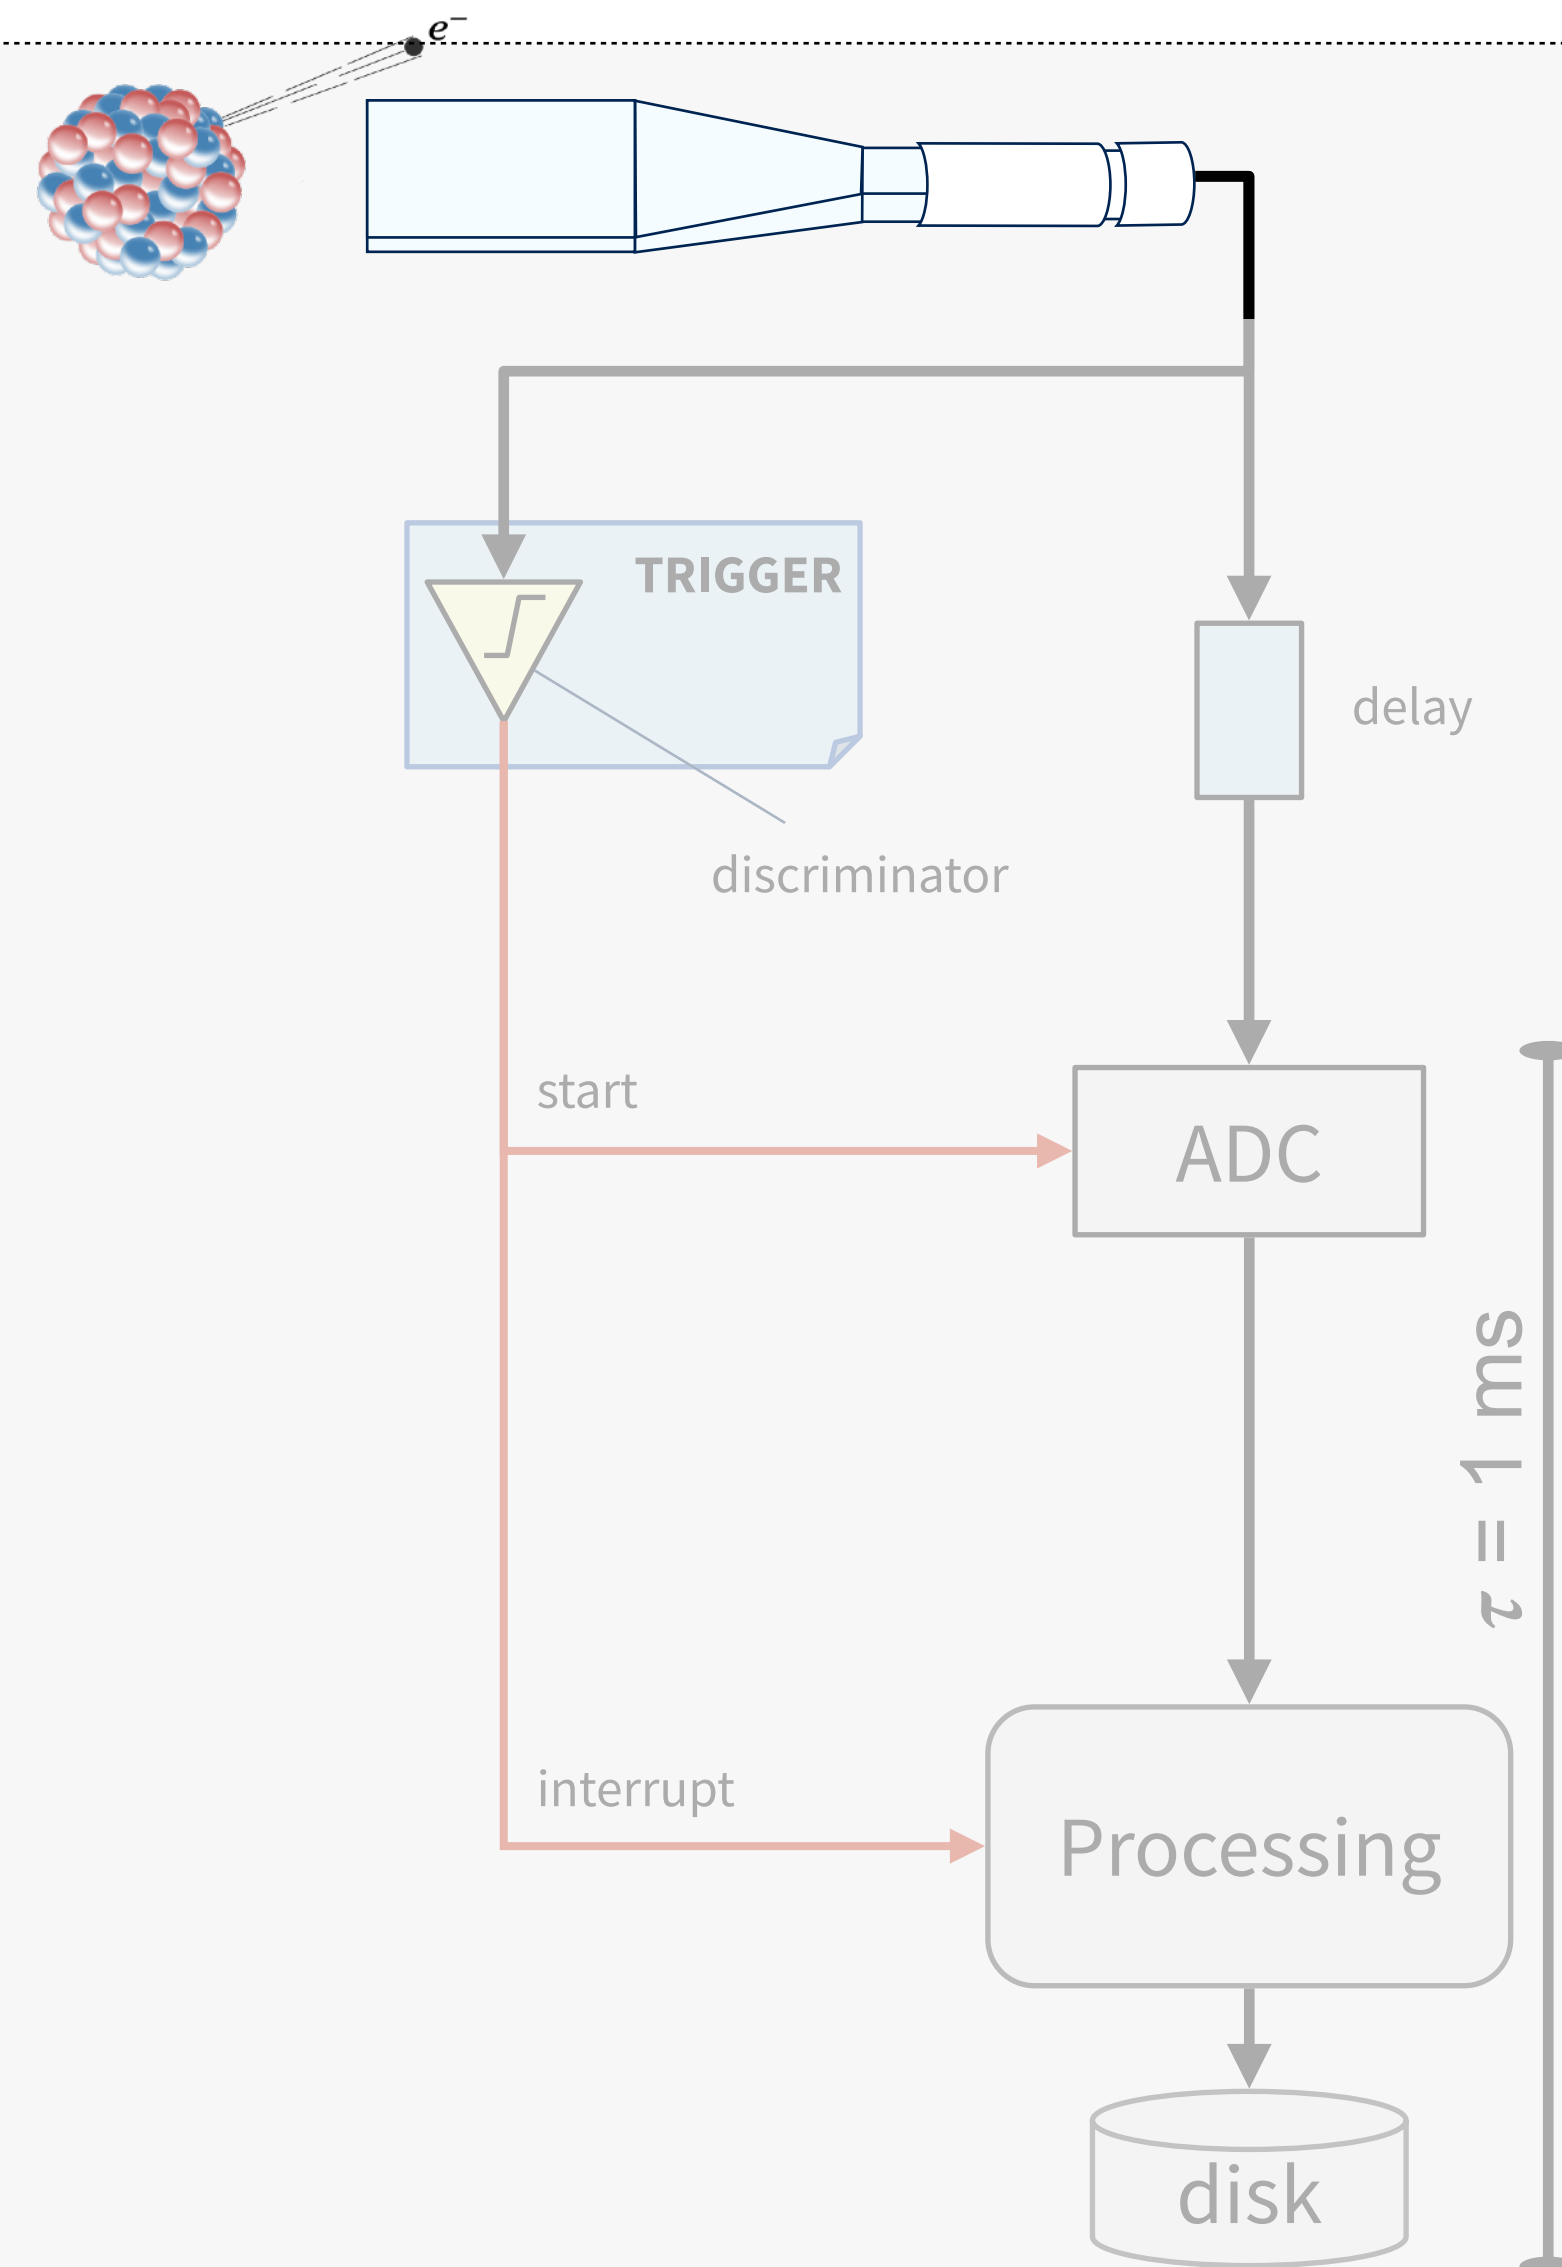 e⁻
TRIGGER
delay
discriminator
start
ADC
τ = 1 ms
interrupt
Processing
disk